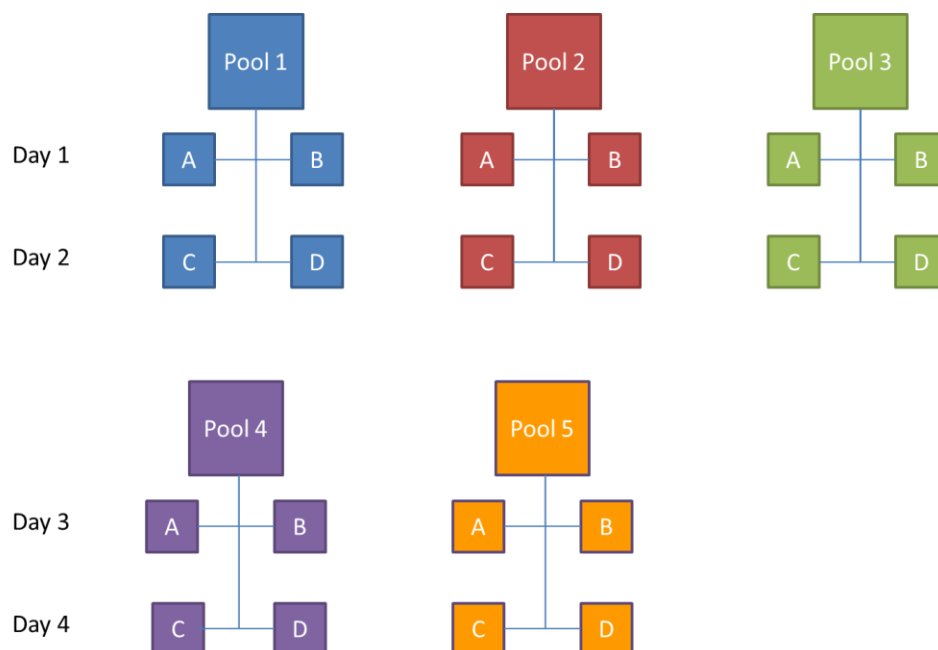 Pool 1 Pool 2 Pool 3
Day 1 A B A B A B
Day 2 C D C D C D
Pool 4 Pool 5
Day 3 A B A B
Day 4 C D C D